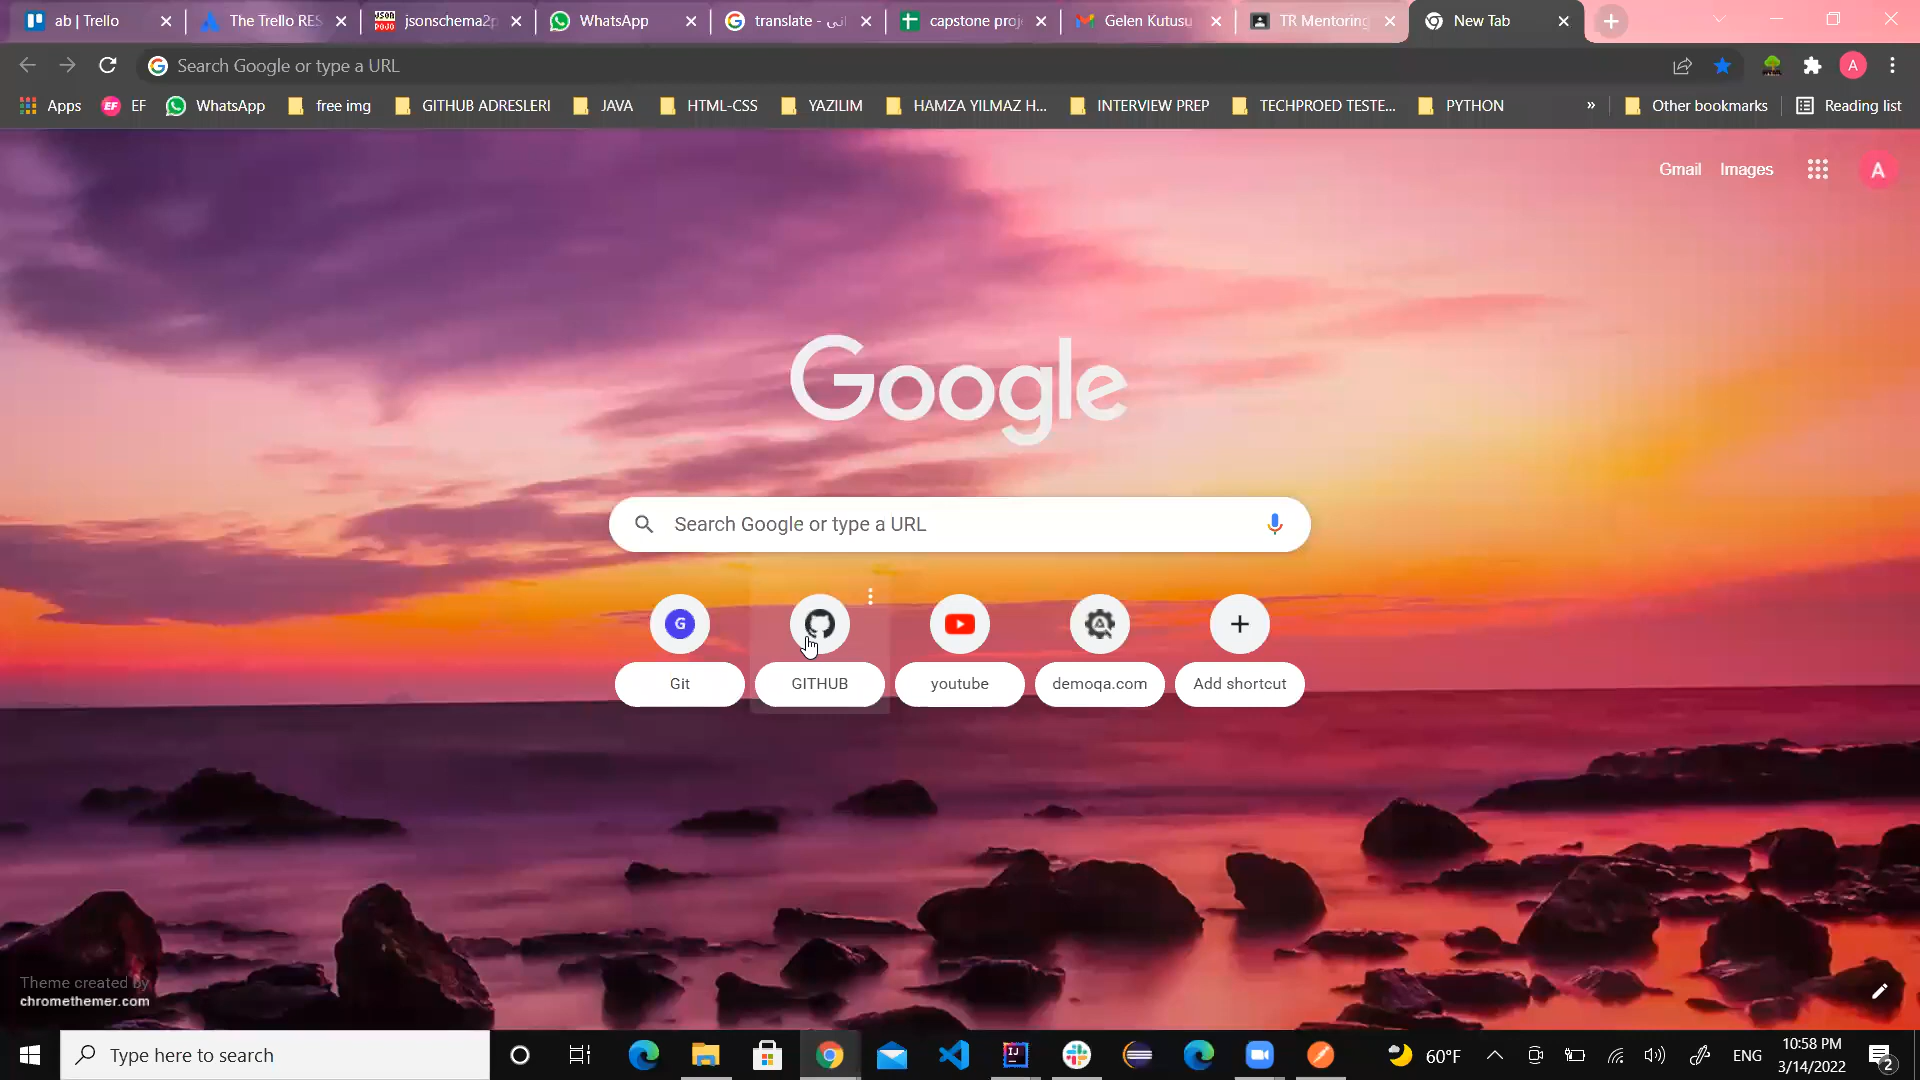 ab | Trello
The Trello RES
jsonschema2p
WhatsApp
translate -
capstone proje
Gelen Kutusu
TR Mentoring
New Tab
Search Google or type a URL
A
Apps
EF
EF
WhatsApp
free img
GITHUB ADRESLERI
JAVA
HTML-CSS
YAZILIM
HAMZA YILMAZ H...
INTERVIEW PREP
TECHPROED TESTE...
PYTHON
»
Other bookmarks
Reading list
Gmail
Images
A
Google
Search Google or type a URL
G
Git
GITHUB
youtube
demoqa.com
Add shortcut
Theme created by
chromethemer.com
Type here to search
60°F
ENG
10:58 PM
3/14/2022
2